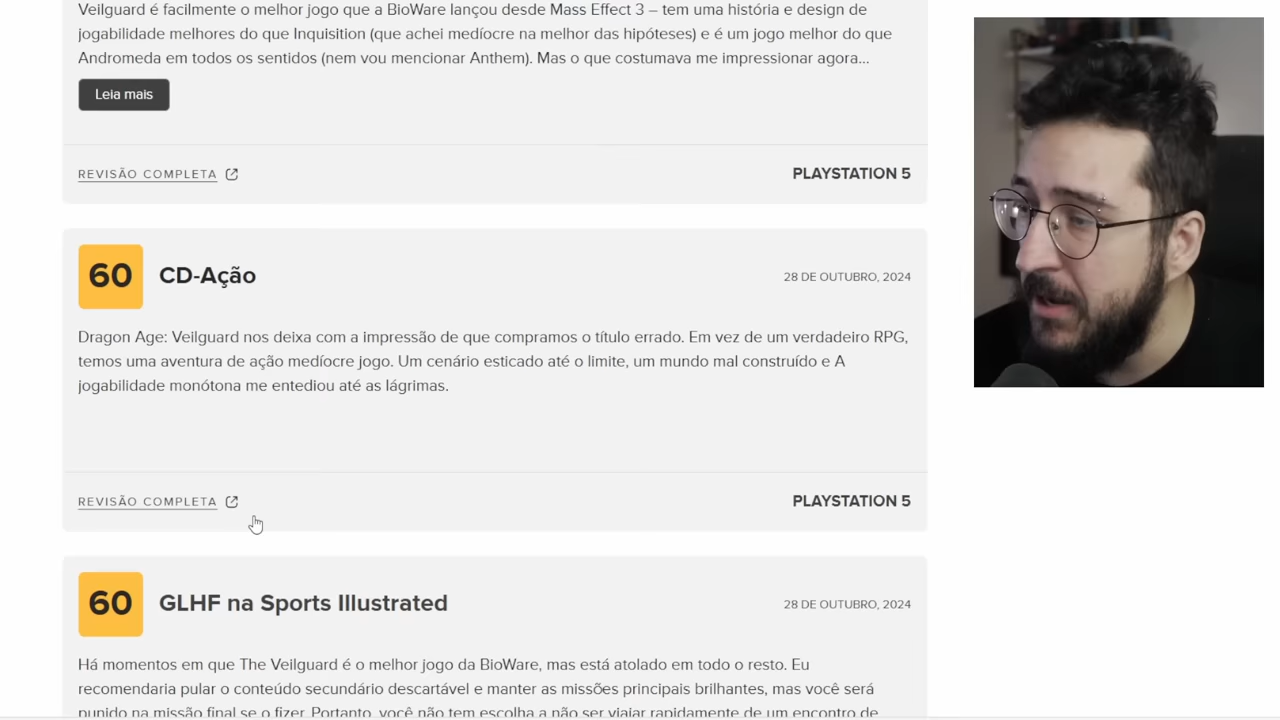 Veilguard é facilmente o melhor jogo que a BioWare lançou desde Mass Effect 3 – tem uma história e design de
jogabilidade melhores do que Inquisition (que achei medíocre na melhor das hipóteses) e é um jogo melhor do que
Andromeda em todos os sentidos (nem vou mencionar Anthem). Mas o que costumava me impressionar agora...
Leia mais
REVISÃO COMPLETA
PLAYSTATION 5
60 CD-Ação
28 DE OUTUBRO, 2024
Dragon Age: Veilguard nos deixa com a impressão de que compramos o título errado. Em vez de um verdadeiro RPG,
temos uma aventura de ação medíocre jogo. Um cenário esticado até o limite, um mundo mal construído e A
jogabilidade monótona me entediou até as lágrimas.
REVISÃO COMPLETA
PLAYSTATION 5
60 GLHF na Sports Illustrated
28 DE OUTUBRO, 2024
Há momentos em que The Veilguard é o melhor jogo da BioWare, mas está atolado em todo o resto. Eu
recomendaria pular o conteúdo secundário descartável e manter as missões principais brilhantes, mas você será
punido na missão final se o fizer. Portanto, você não tem escolha a não ser viajar rapidamente de um encontro de